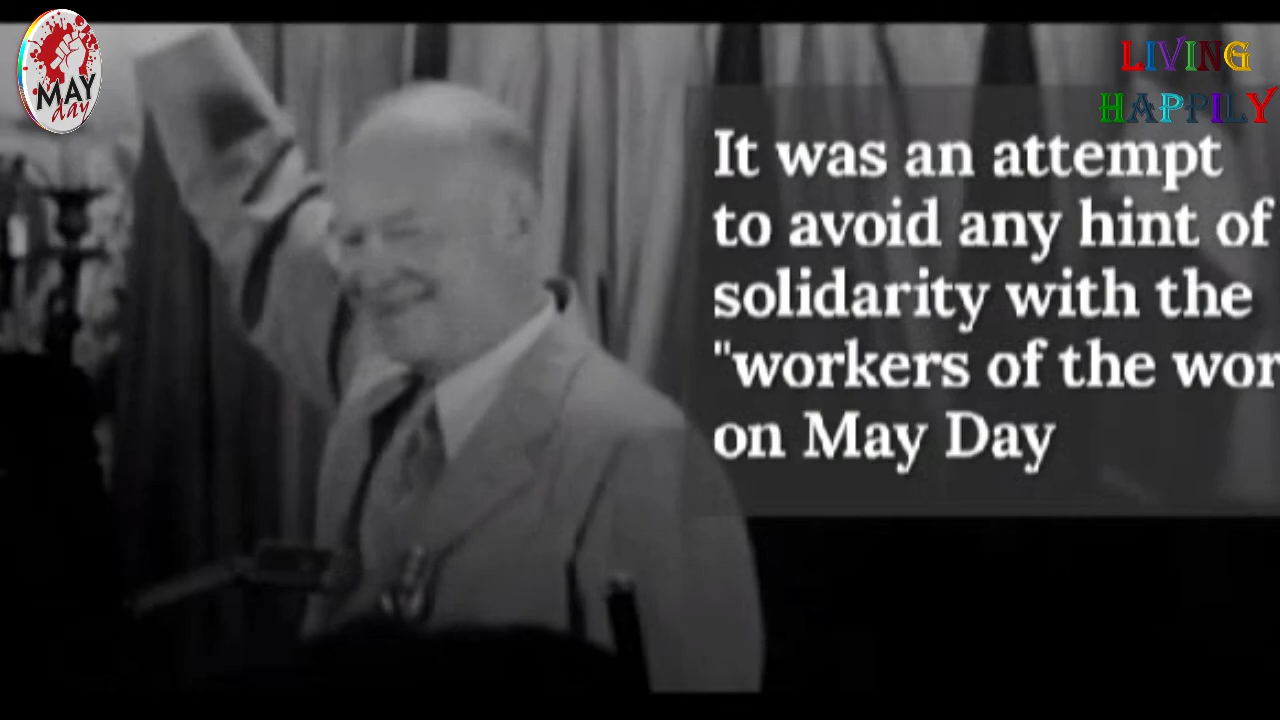 MAY
day
LIVING
HAPPILY
It was an attempt
to avoid any hint of
solidarity with the
"workers of the wor
on May Day